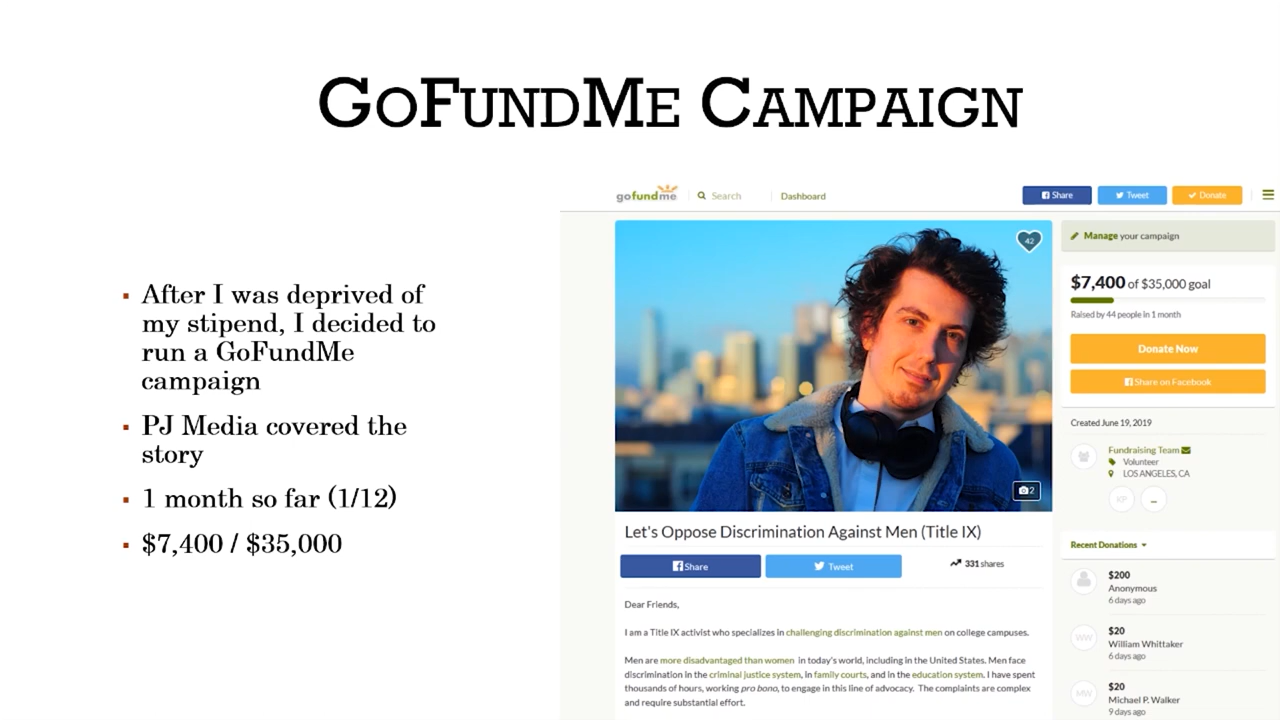 GoFundMe Campaign
▪ After I was deprived of
my stipend, I decided to
run a GoFundMe
campaign
▪ PJ Media covered the
story
▪ 1 month so far (1/12)
▪ $7,400 / $35,000
gofundme
Search
Dashboard
Share
Tweet
Donate
42
2
Let's Oppose Discrimination Against Men (Title IX)
Share
Tweet
331 shares
Dear Friends,
I am a Title IX activist who specializes in challenging discrimination against men on college campuses.
Men are more disadvantaged than women in today's world, including in the United States. Men face
discrimination in the criminal justice system, in family courts, and in the education system. I have spent
thousands of hours, working pro bono, to engage in this line of advocacy. The complaints are complex
and require substantial effort.
Manage your campaign
$7,400 of $35,000 goal
Raised by 44 people in 1 month
Donate Now
Share on Facebook
Created June 19, 2019
Fundraising Team
Volunteer
LOS ANGELES, CA
KP
Recent Donations
$200
Anonymous
6 days ago
WW
$20
William Whittaker
6 days ago
MW
$20
Michael P. Walker
9 days ago